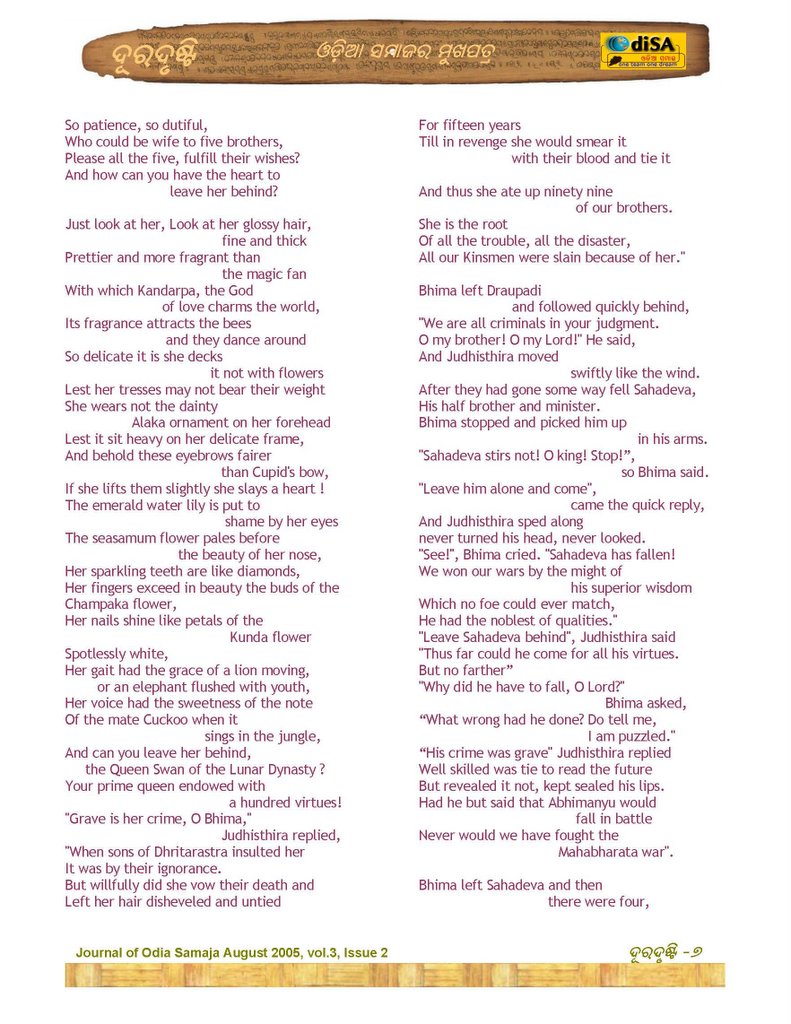 ଦୂରଦୃଷ୍ଟି
ଓଡ଼ିଆ ସମାଜର ମୁଖପତ୍ର
diSA
ଓଡ଼ିଆ ସମାଜ
one team one dream
So patience, so dutiful,
Who could be wife to five brothers,
Please all the five, fulfill their wishes?
And how can you have the heart to
leave her behind?
Just look at her, Look at her glossy hair,
fine and thick
Prettier and more fragrant than
the magic fan
With which Kandarpa, the God
of love charms the world,
Its fragrance attracts the bees
and they dance around
So delicate it is she decks
it not with flowers
Lest her tresses may not bear their weight
She wears not the dainty
Alaka ornament on her forehead
Lest it sit heavy on her delicate frame,
And behold these eyebrows fairer
than Cupid's bow,
If she lifts them slightly she slays a heart !
The emerald water lily is put to
shame by her eyes
The seasamum flower pales before
the beauty of her nose,
Her sparkling teeth are like diamonds,
Her fingers exceed in beauty the buds of the
Champaka flower,
Her nails shine like petals of the
Kunda flower
Spotlessly white,
Her gait had the grace of a lion moving,
or an elephant flushed with youth,
Her voice had the sweetness of the note
Of the mate Cuckoo when it
sings in the jungle,
And can you leave her behind,
the Queen Swan of the Lunar Dynasty ?
Your prime queen endowed with
a hundred virtues!
"Grave is her crime, O Bhima,"
Judhisthira replied,
"When sons of Dhritarastra insulted her
It was by their ignorance.
But willfully did she vow their death and
Left her hair disheveled and untied
For fifteen years
Till in revenge she would smear it
with their blood and tie it
And thus she ate up ninety nine
of our brothers.
She is the root
Of all the trouble, all the disaster,
All our Kinsmen were slain because of her."
Bhima left Draupadi
and followed quickly behind,
"We are all criminals in your judgment.
O my brother! O my Lord!" He said,
And Judhisthira moved
swiftly like the wind.
After they had gone some way fell Sahadeva,
His half brother and minister.
Bhima stopped and picked him up
in his arms.
"Sahadeva stirs not! O king! Stop!”,
so Bhima said.
"Leave him alone and come",
came the quick reply,
And Judhisthira sped along
never turned his head, never looked.
"See!", Bhima cried. "Sahadeva has fallen!
We won our wars by the might of
his superior wisdom
Which no foe could ever match,
He had the noblest of qualities."
"Leave Sahadeva behind", Judhisthira said
"Thus far could he come for all his virtues.
But no farther”
"Why did he have to fall, O Lord?"
Bhima asked,
“What wrong had he done? Do tell me,
I am puzzled."
“His crime was grave" Judhisthira replied
Well skilled was tie to read the future
But revealed it not, kept sealed his lips.
Had he but said that Abhimanyu would
fall in battle
Never would we have fought the
Mahabharata war".
Bhima left Sahadeva and then
there were four,
Journal of Odia Samaja August 2005, vol.3, Issue 2
ଦୂରଦୃଷ୍ଟି -୭